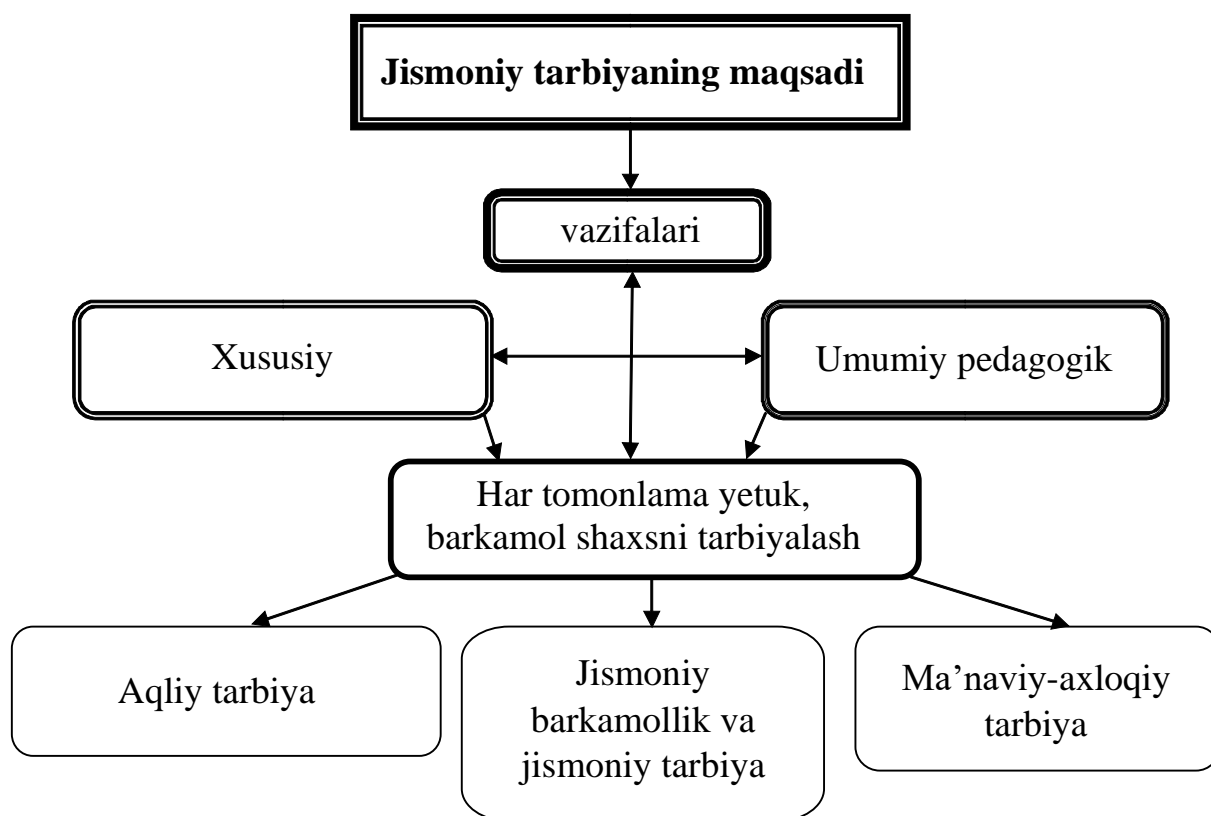 Jismoniy tarbiyaning maqsadi
vazifalari
Xususiy
Umumiy pedagogik
Har tomonlama yetuk,
barkamol shaxsni tarbiyalash
Aqliy tarbiya
Jismoniy
barkamollik va
jismoniy tarbiya
Ma’naviy-axloqiy
tarbiya